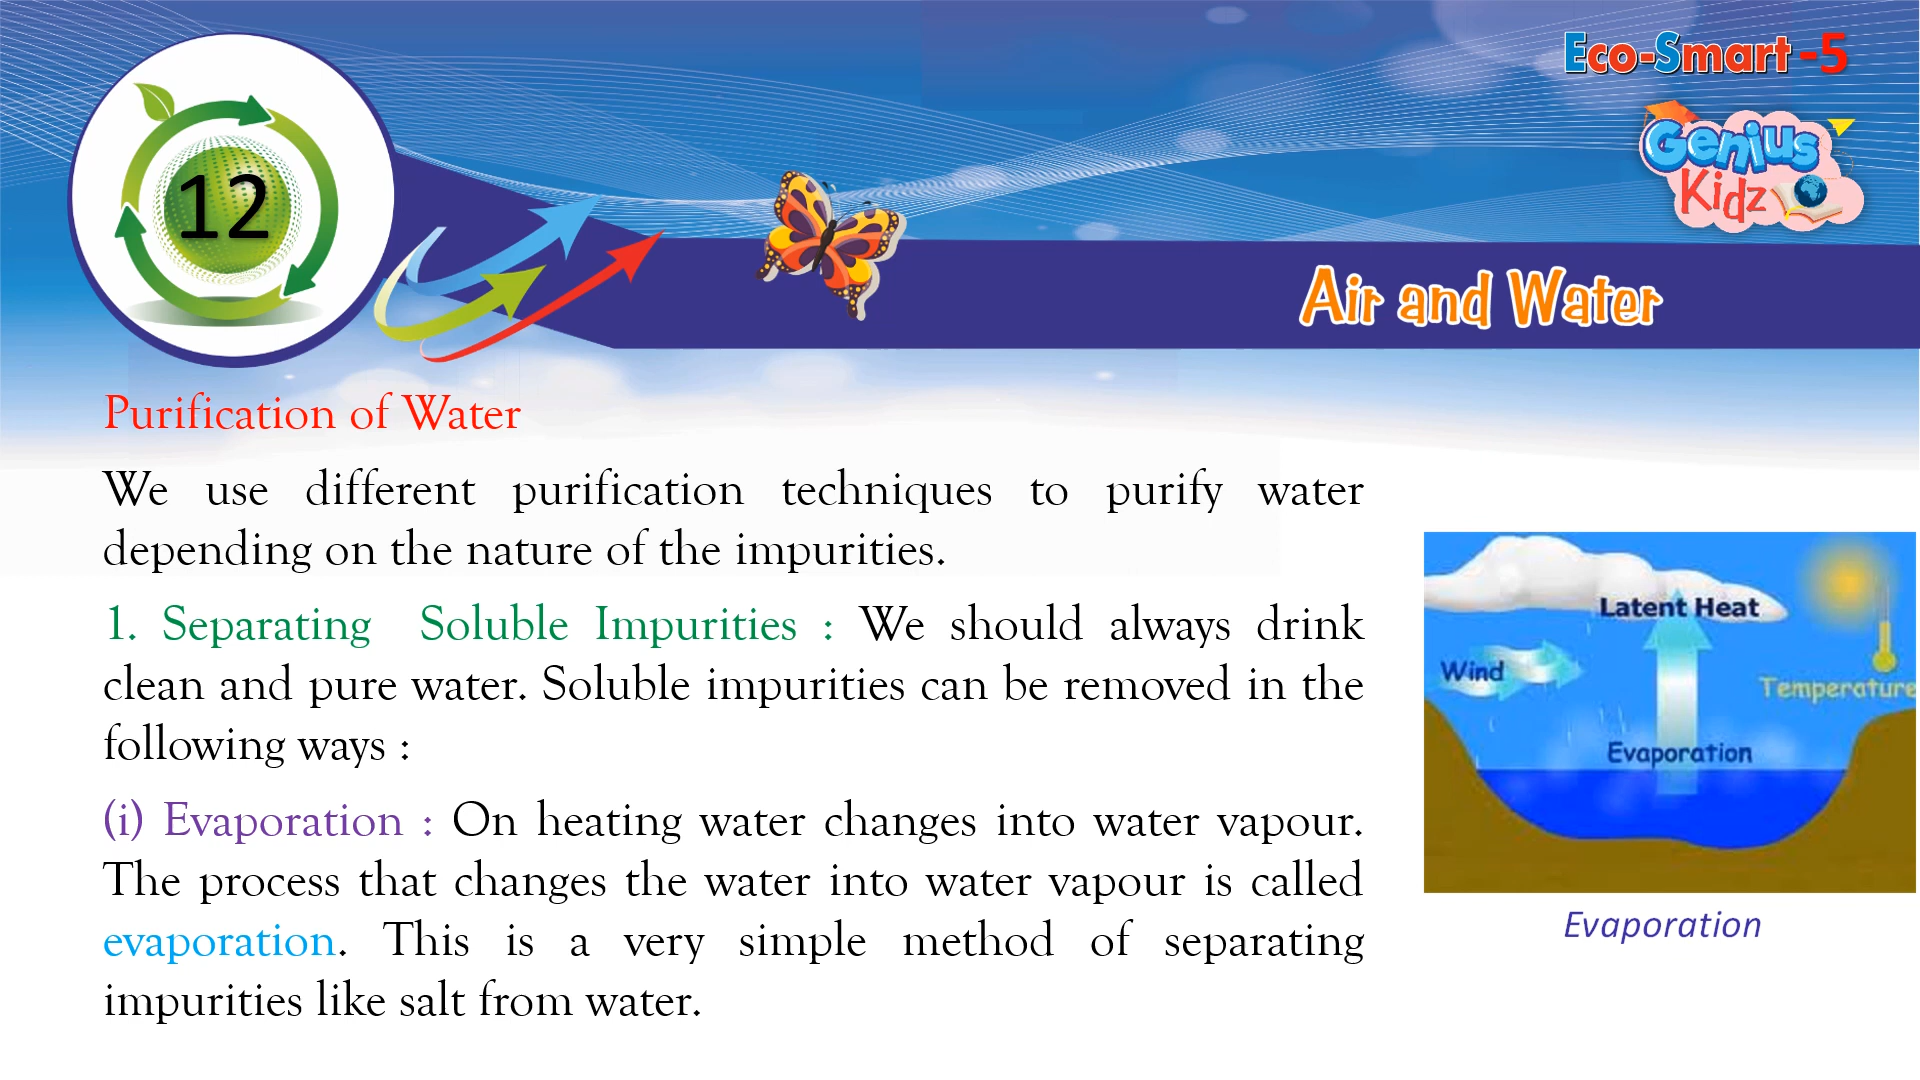 Eco-Smart-5
Genius
Kidz
12
Air and Water
Purification of Water
We use different purification techniques to purify water
depending on the nature of the impurities.
1. Separating Soluble Impurities : We should always drink
clean and pure water. Soluble impurities can be removed in the
following ways :
(i) Evaporation : On heating water changes into water vapour.
The process that changes the water into water vapour is called
evaporation. This is a very simple method of separating
impurities like salt from water.
Latent Heat
Wind
Temperature
Evaporation
Evaporation